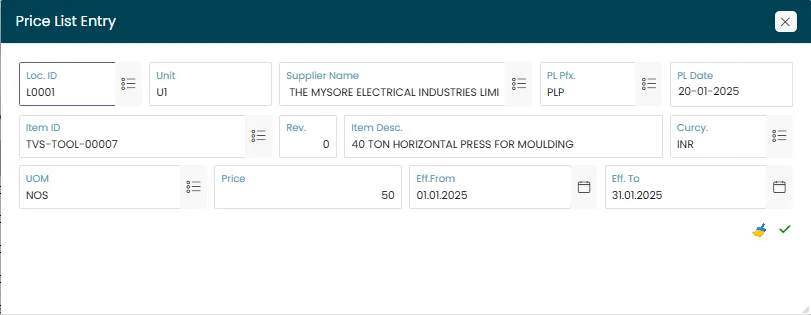 Price List Entry
Loc. ID
L0001
Unit
U1
Supplier Name
THE MYSORE ELECTRICAL INDUSTRIES LIMI
PL Pfx.
PLP
PL Date
20-01-2025
Item ID
TVS-TOOL-00007
Rev.
0
Item Desc.
40 TON HORIZONTAL PRESS FOR MOULDING
Curcy.
INR
UOM
NOS
Price
50
Eff.From
01.01.2025
Eff. To
31.01.2025